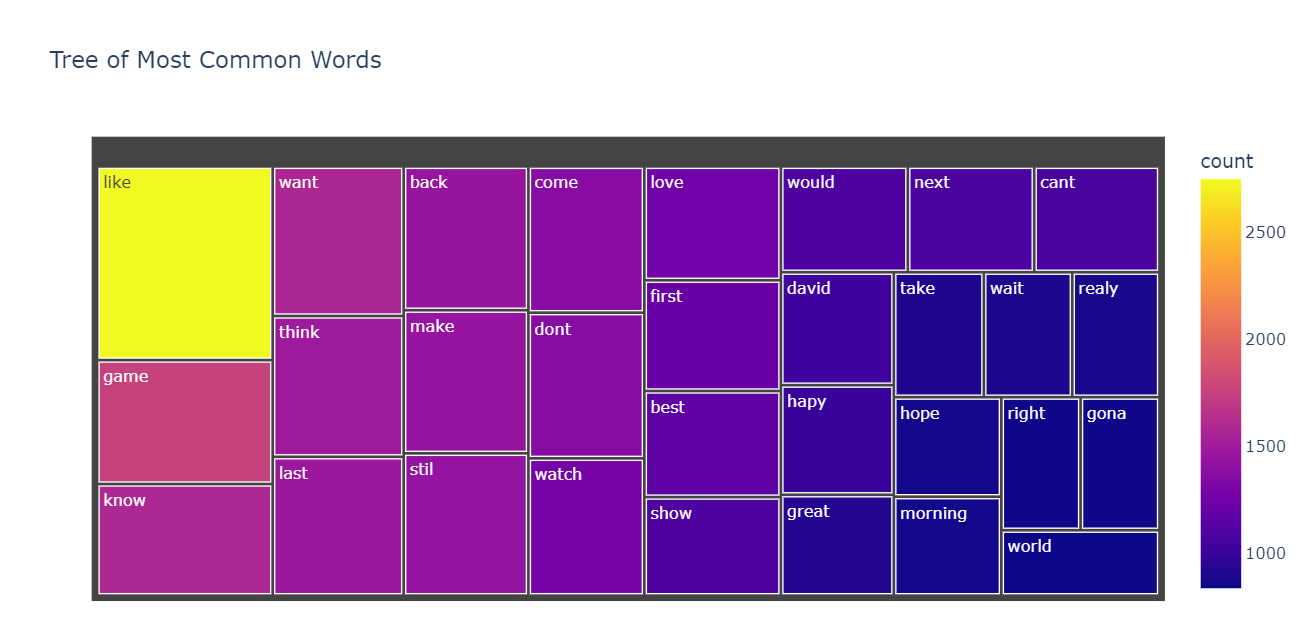 Tree of Most Common Words
count
like
want
back
come
love
would
next
cant
2500
first
david
take
wait
realy
think
make
dont
2000
game
best
hapy
hope
right
gona
1500
last
stil
watch
know
show
great
morning
world
1000